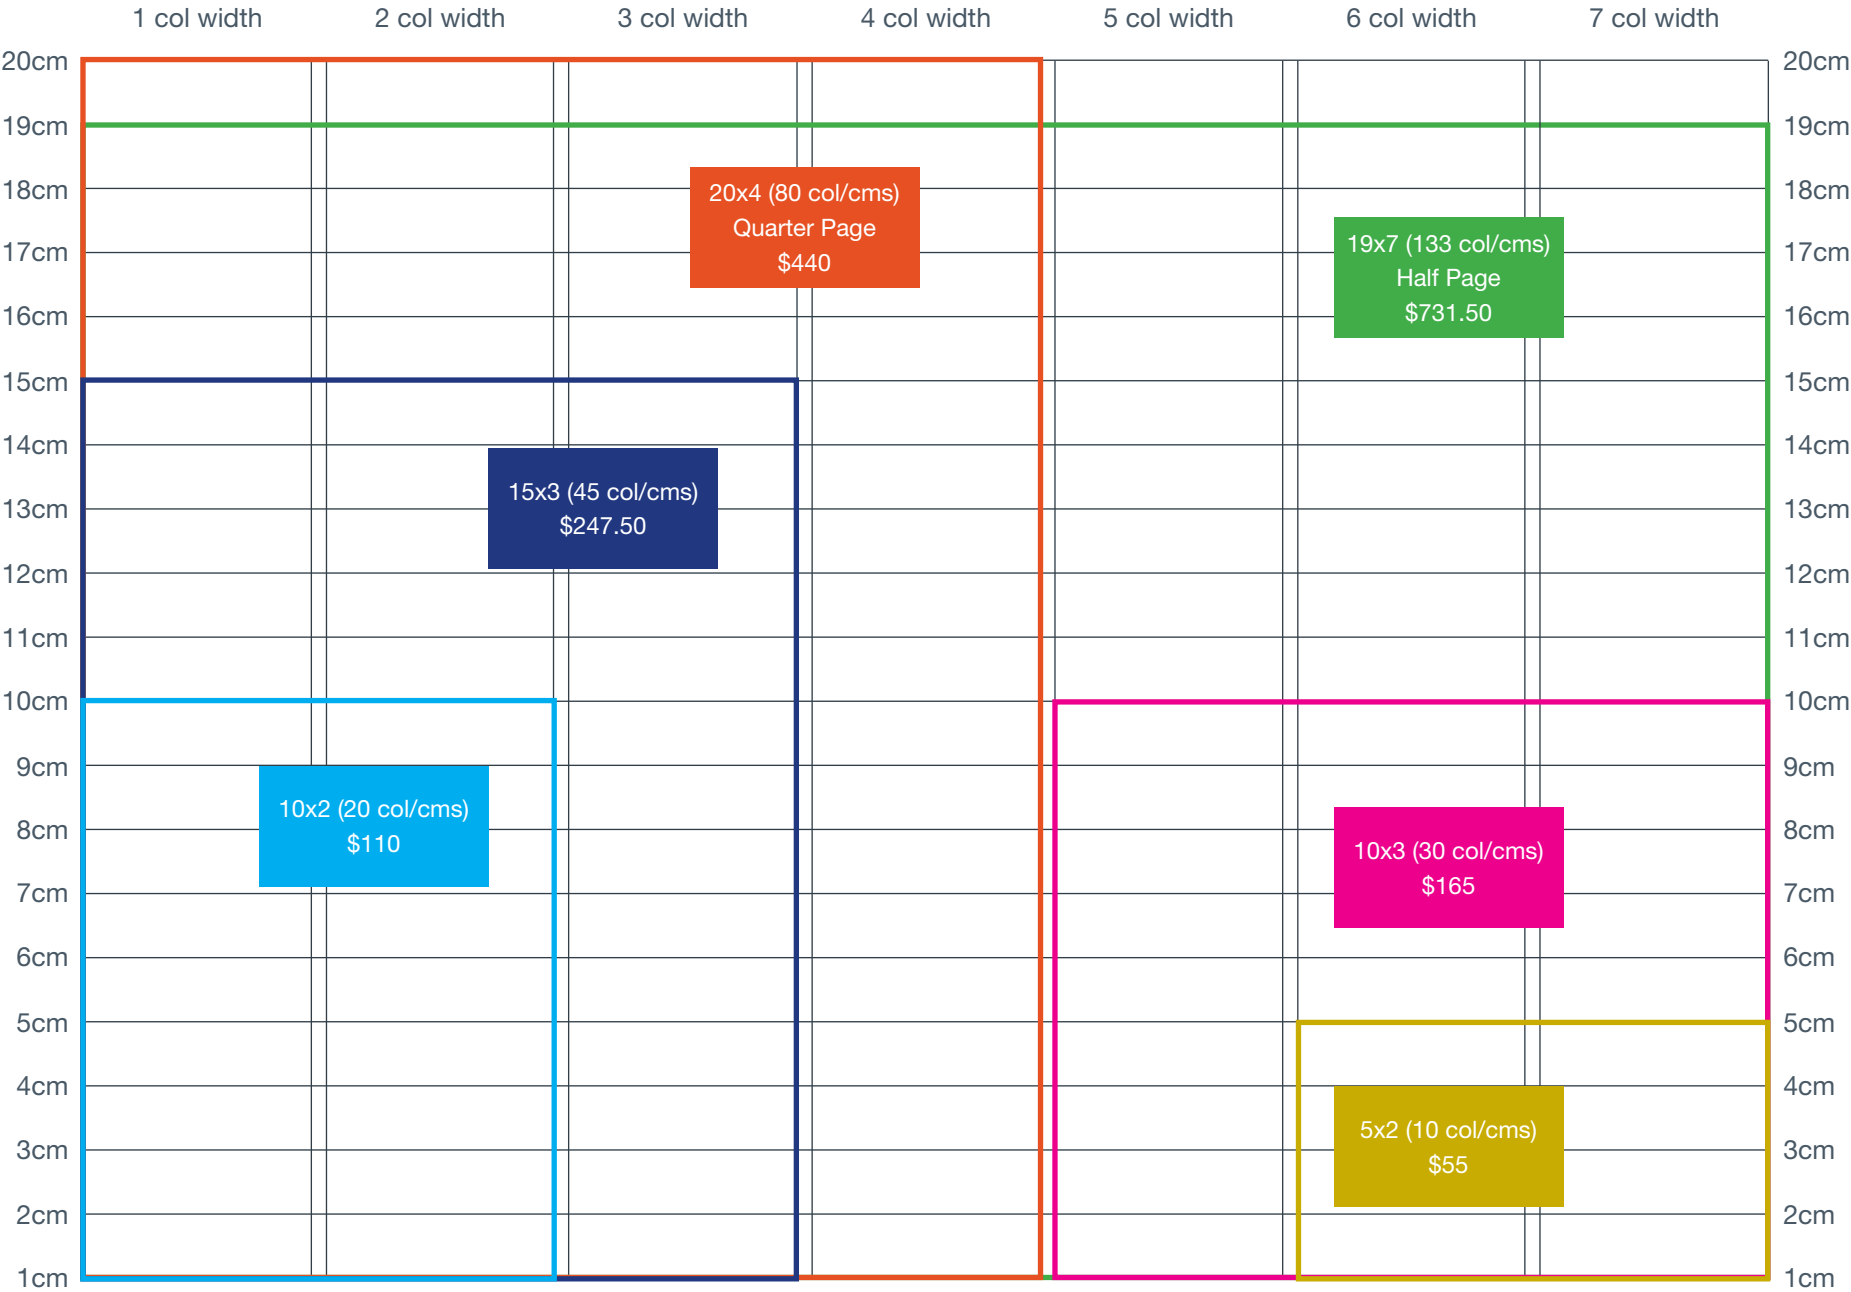 1 col width 2 col width 3 col width 4 col width 5 col width 6 col width 7 col width
20cm 20cm
19cm 19cm
18cm 20x4 (80 col/cms) 18cm
Quarter Page
17cm 19x7 (133 col/cms) 17cm
$440
Half Page
16cm $731.50 16cm
15cm 15cm
14cm 14cm
15x3 (45 col/cms)
13cm 13cm
$247.50
12cm 12cm
11cm 11cm
10cm 10cm
9cm 9cm
10x2 (20 col/cms)
8cm 8cm
$110
10x3 (30 col/cms)
7cm $165 7cm
6cm 6cm
5cm 5cm
4cm 4cm
5x2 (10 col/cms)
3cm 3cm
$55
2cm 2cm
1cm 1cm